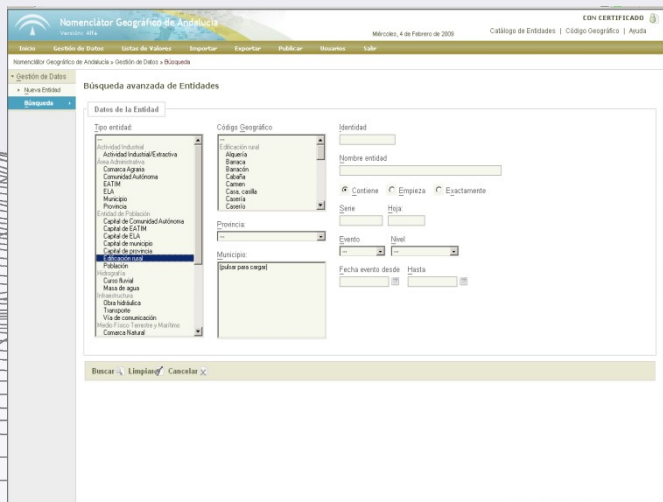 Nomenclátor Geográfico de Andalucía
Versión: Alfa
CON CERTIFICADO
Miércoles, 4 de Febrero de 2009
Catálogo de Entidades | Código Geográfico | Ayuda
Inicio Gestión de Datos Listas de Valores Importar Exportar Publicar Usuarios Salir
Nomenclátor Geográfico de Andalucía » Gestión de Datos » Búsqueda
Gestión de Datos
Nueva Entidad
Búsqueda
Búsqueda avanzada de Entidades
Datos de la Entidad
Tipo entidad:
--
Actividad Industrial
Actividad Industrial/Extractiva
Área Administrativa
Comarca Agraria
Comunidad Autónoma
EATIM
ELA
Municipio
Provincia
Entidad de Población
Capital de Comunidad Autónoma
Capital de EATIM
Capital de ELA
Capital de municipio
Capital de provincia
Edificación rural
Población
Hidrografía
Curso fluvial
Masa de agua
Infraestructura
Obra hidráulica
Transporte
Vía de comunicación
Medio Físico Terrestre y Marítimo
Comarca Natural
Código Geográfico
--
Edificación rural
Alquería
Barraca
Barracón
Cabaña
Carmen
Casa, casilla
Casería
Caserío
Provincia:
--
Municipio:
(pulsar para cargar)
Identidad
Nombre entidad
Contiene Empieza Exactamente
Serie Hoja:
Evento Nivel
-- --
Fecha evento desde Hasta
Buscar Limpiar Cancelar